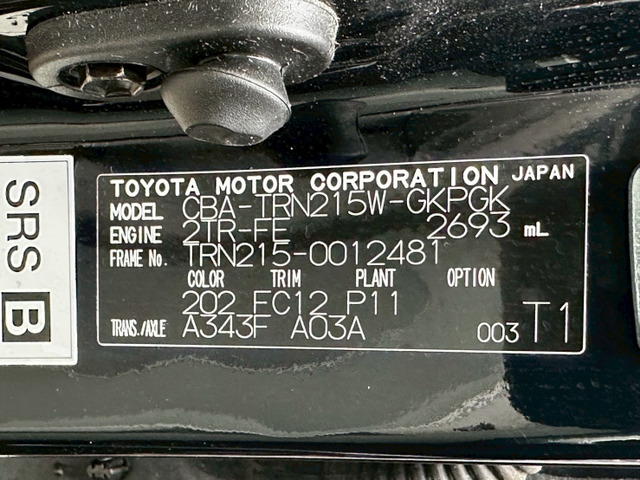 TOYOTA MOTOR CORPORATION JAPAN
MODEL CBA-TRN215W-GKPGK
ENGINE 2TR-FE 2693 mL
FRAME No. TRN215-0012481
COLOR TRIM PLANT OPTION
202 FC12 P11
TRANS./AXLE A343F A03A 003 T1
SRS B